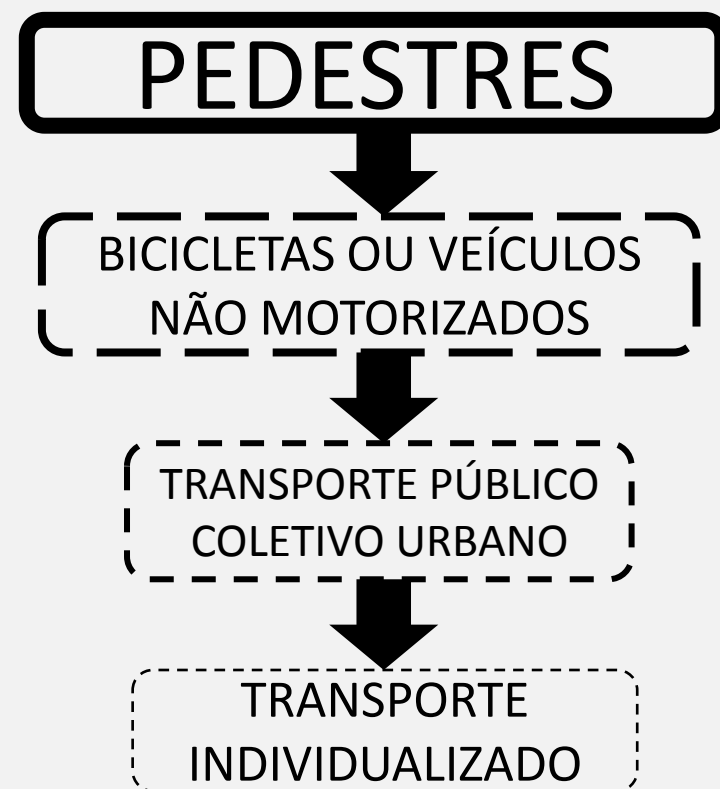 PEDESTRES
BICICLETAS OU VEÍCULOS
NÃO MOTORIZADOS
TRANSPORTE PÚBLICO
COLETIVO URBANO
TRANSPORTE
INDIVIDUALIZADO